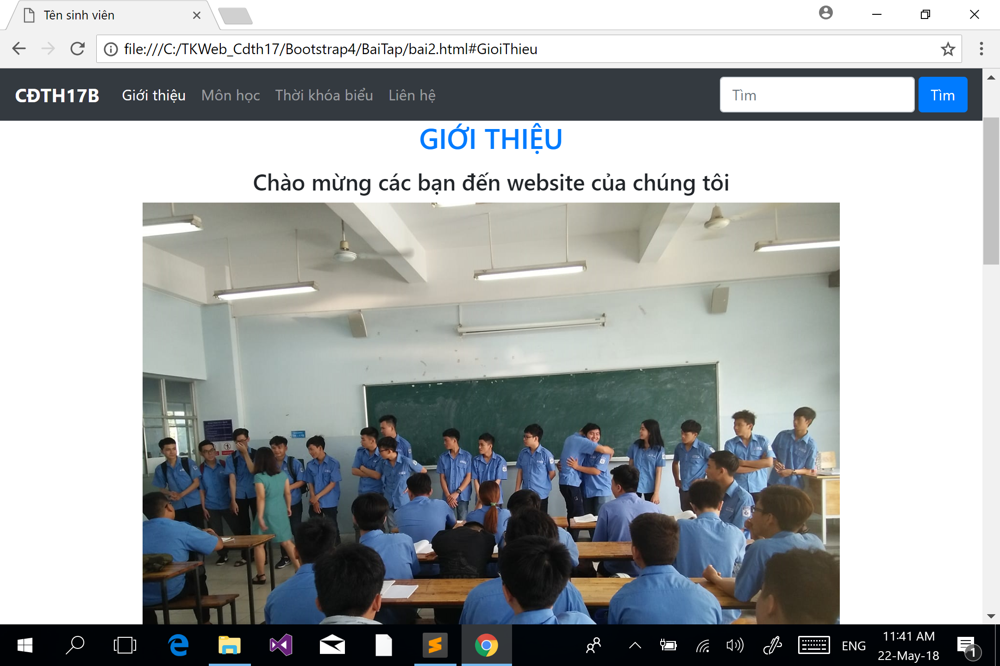 Tên sinh viên
file:///C:/TKWeb_Cdth17/Bootstrap4/BaiTap/bai2.html#GioiThieu
CĐTH17B Giới thiệu Môn học Thời khóa biểu Liên hệ Tìm Tìm
GIỚI THIỆU
Chào mừng các bạn đến website của chúng tôi
TH - 17B
ENG
11:41 AM
22-May-18
1